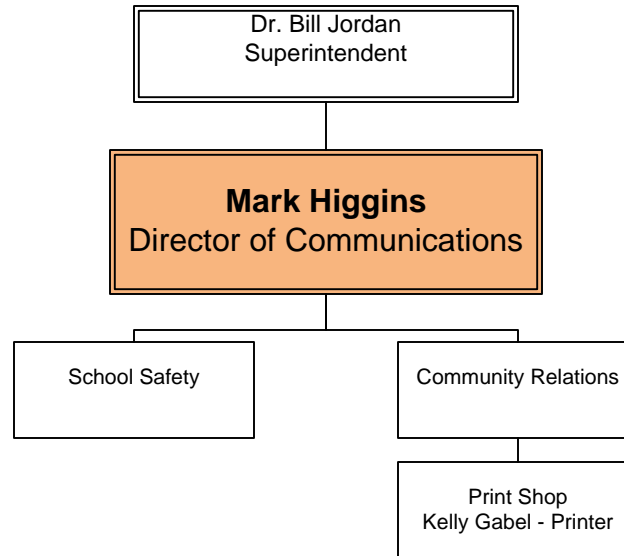 Dr. Bill Jordan
Superintendent
Mark Higgins
Director of Communications
School Safety
Community Relations
Print Shop
Kelly Gabel - Printer